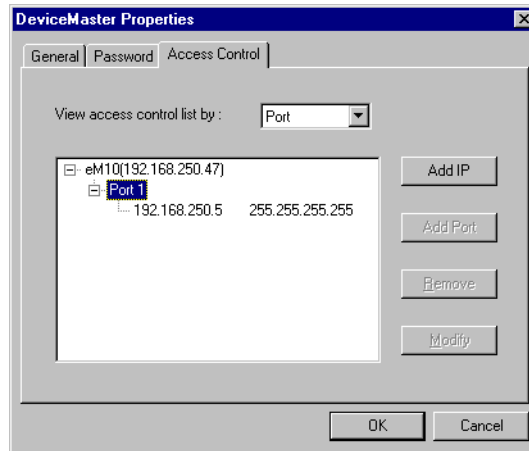 DeviceMaster Properties
General Password Access Control
View access control list by : Port
eM10(192.168.250.47)
Add IP
Port 1
192.168.250.5 255.255.255.255
Add Port
Remove
Modify
OK Cancel